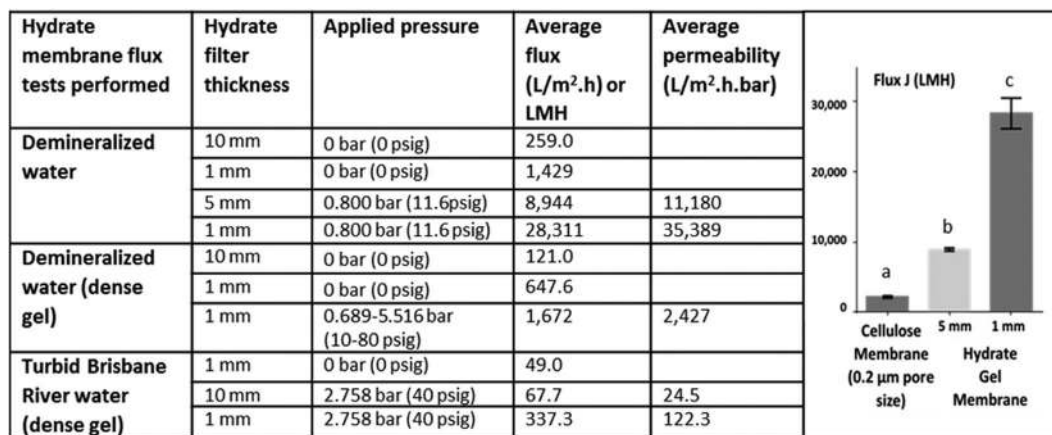 Hydrate membrane flux tests performed | Hydrate filter thickness | Applied pressure | Average flux (L/m².h) or LMH | Average permeability (L/m².h.bar)
Demineralized water | 10 mm | 0 bar (0 psig) | 259.0
1 mm | 0 bar (0 psig) | 1,429
5 mm | 0.800 bar (11.6psig) | 8,944 | 11,180
1 mm | 0.800 bar (11.6 psig) | 28,311 | 35,389
Demineralized water (dense gel) | 10 mm | 0 bar (0 psig) | 121.0
1 mm | 0 bar (0 psig) | 647.6
1 mm | 0.689-5.516 bar (10-80 psig) | 1,672 | 2,427
Turbid Brisbane River water (dense gel) | 1 mm | 0 bar (0 psig) | 49.0
10 mm | 2.758 bar (40 psig) | 67.7 | 24.5
1 mm | 2.758 bar (40 psig) | 337.3 | 122.3
Flux J (LMH)
c
30,000
20,000
b
10,000
a
0
Cellulose Membrane (0.2 µm pore size)
5 mm 1 mm
Hydrate Gel Membrane